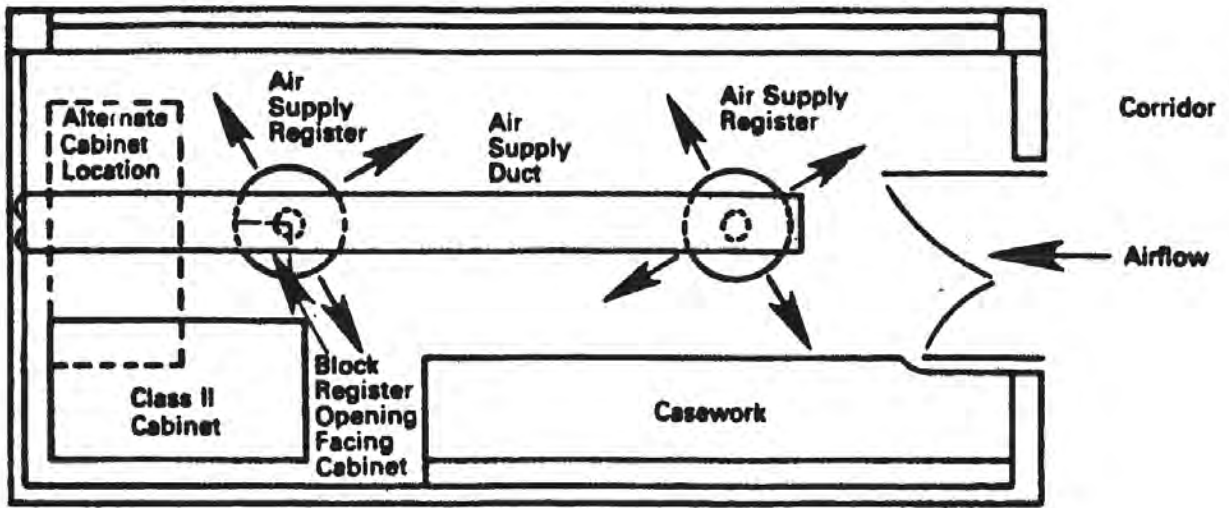 Alternate
Cabinet
Location
Air
Supply
Register
Air
Supply
Duct
Air Supply
Register
Corridor
Airflow
Class II
Cabinet
Block
Register
Opening
Facing
Cabinet
Casework